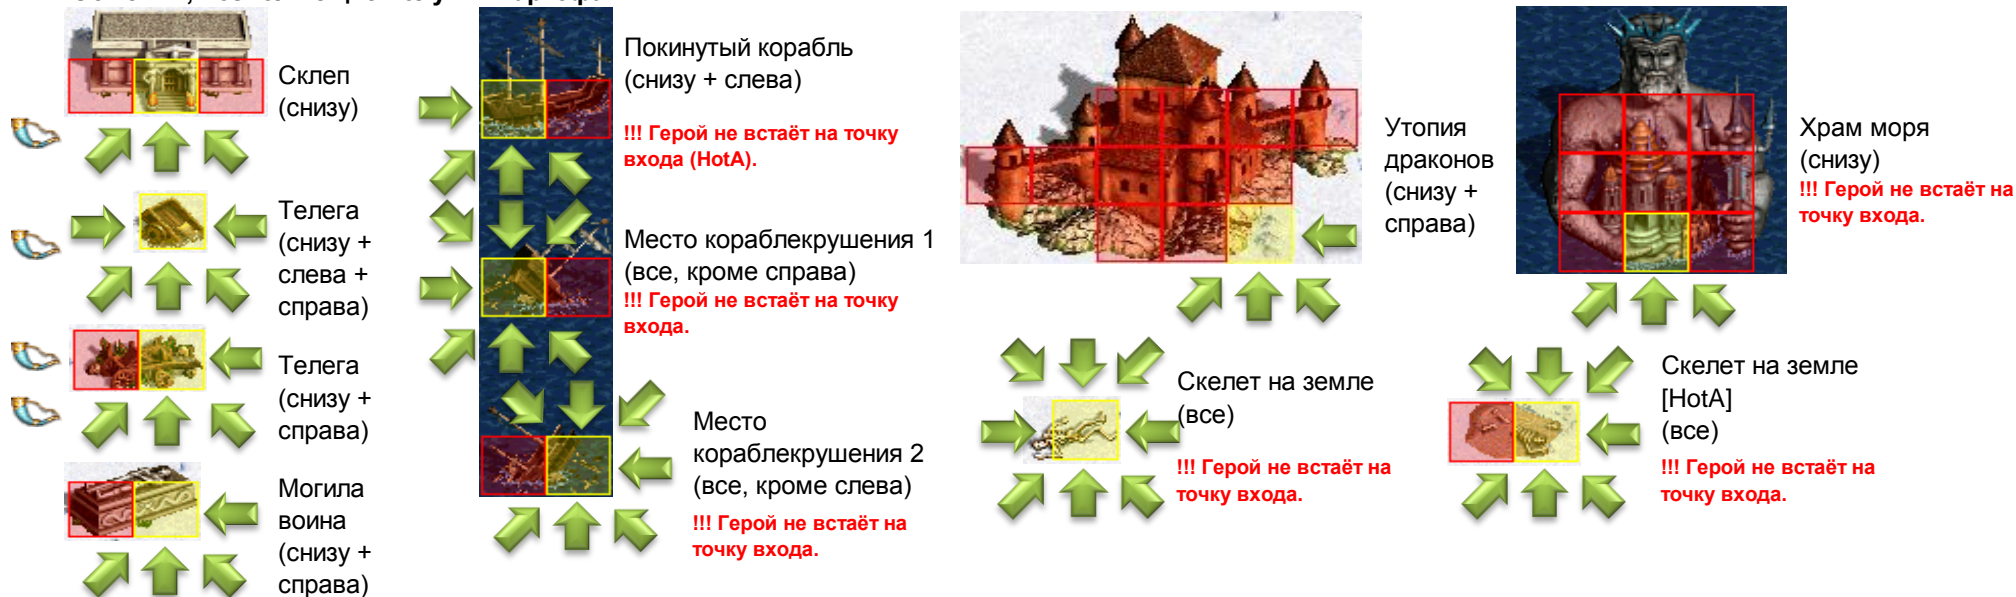 Склеп
(снизу)
Телега
(снизу +
слева +
справа)
Телега
(снизу +
справа)
Могила
воина
(снизу +
справа)
Покинутый корабль
(снизу + слева)
!!! Герой не встаёт на точку
входа (HotA).
Место кораблекрушения 1
(все, кроме справа)
!!! Герой не встаёт на точку
входа.
Место
кораблекрушения 2
(все, кроме слева)
!!! Герой не встаёт на
точку входа.
Утопия
драконов
(снизу +
справа)
Скелет на земле
(все)
!!! Герой не встаёт на
точку входа.
Храм моря
(снизу)
!!! Герой не встаёт на
точку входа.
Скелет на земле
[HotA]
(все)
!!! Герой не встаёт на
точку входа.